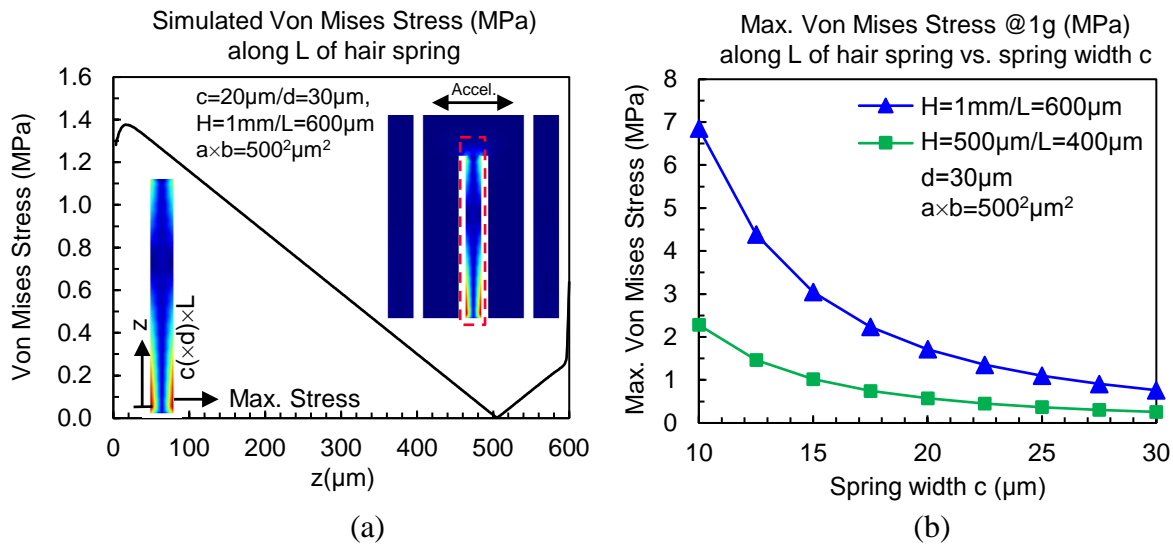 Simulated Von Mises Stress (MPa)
along L of hair spring
Von Mises Stress (MPa)
1.6
1.4
1.2
1.0
0.8
0.6
0.4
0.2
0.0
c=20μm/d=30μm,
H=1mm/L=600μm
a×b=500²μm²
Accel.
z
c(×d)×L
Max. Stress
0
100
200
300
400
500
600
z(μm)
(a)
Max. Von Mises Stress @1g (MPa)
along L of hair spring vs. spring width c
Max. Von Mises Stress (MPa)
8
7
6
5
4
3
2
1
0
H=1mm/L=600μm
H=500μm/L=400μm
d=30μm
a×b=500²μm²
10
15
20
25
30
Spring width c (μm)
(b)